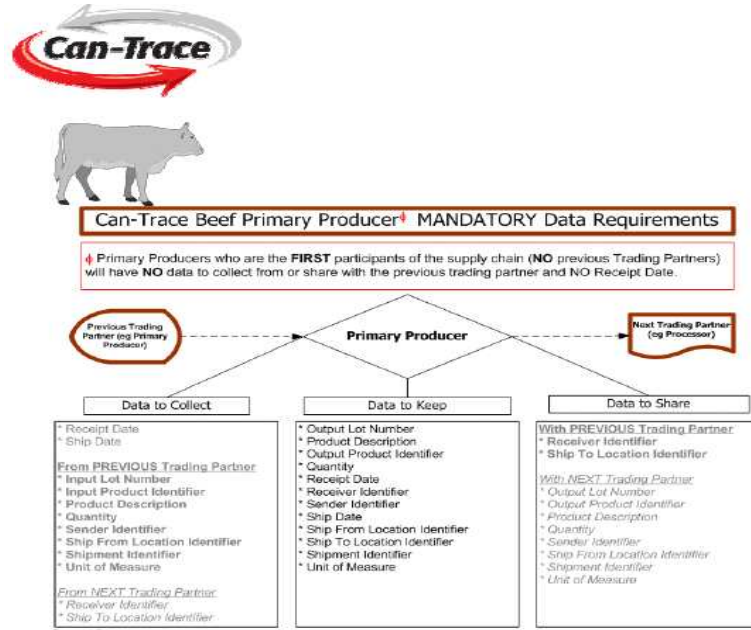 Can-Trace
Can-Trace Beef Primary Producer ϕ MANDATORY Data Requirements
ϕ Primary Producers who are the FIRST participants of the supply chain (NO previous Trading Partners)
will have NO data to collect from or share with the previous trading partner and NO Receipt Date.
Previous Trading
Partner (eg Primary
Producer)
Primary Producer
Next Trading Partner
(eg Processor)
Data to Collect
* Receipt Date
* Ship Date
From PREVIOUS Trading Partner
* Input Lot Number
* Input Product Identifier
* Product Description
* Quantity
* Sender Identifier
* Ship From Location Identifier
* Shipment Identifier
* Unit of Measure
From NEXT Trading Partner
* Receiver Identifier
* Ship To Location Identifier
Data to Keep
* Output Lot Number
* Product Description
* Output Product Identifier
* Quantity
* Receipt Date
* Receiver Identifier
* Sender Identifier
* Ship Date
* Ship From Location Identifier
* Ship To Location Identifier
* Shipment Identifier
* Unit of Measure
Data to Share
With PREVIOUS Trading Partner
* Receiver Identifier
* Ship To Location Identifier
With NEXT Trading Partner
* Output Lot Number
* Output Product Identifier
* Product Description
* Quantity
* Sender Identifier
* Ship From Location Identifier
* Shipment Identifier
* Unit of Measure